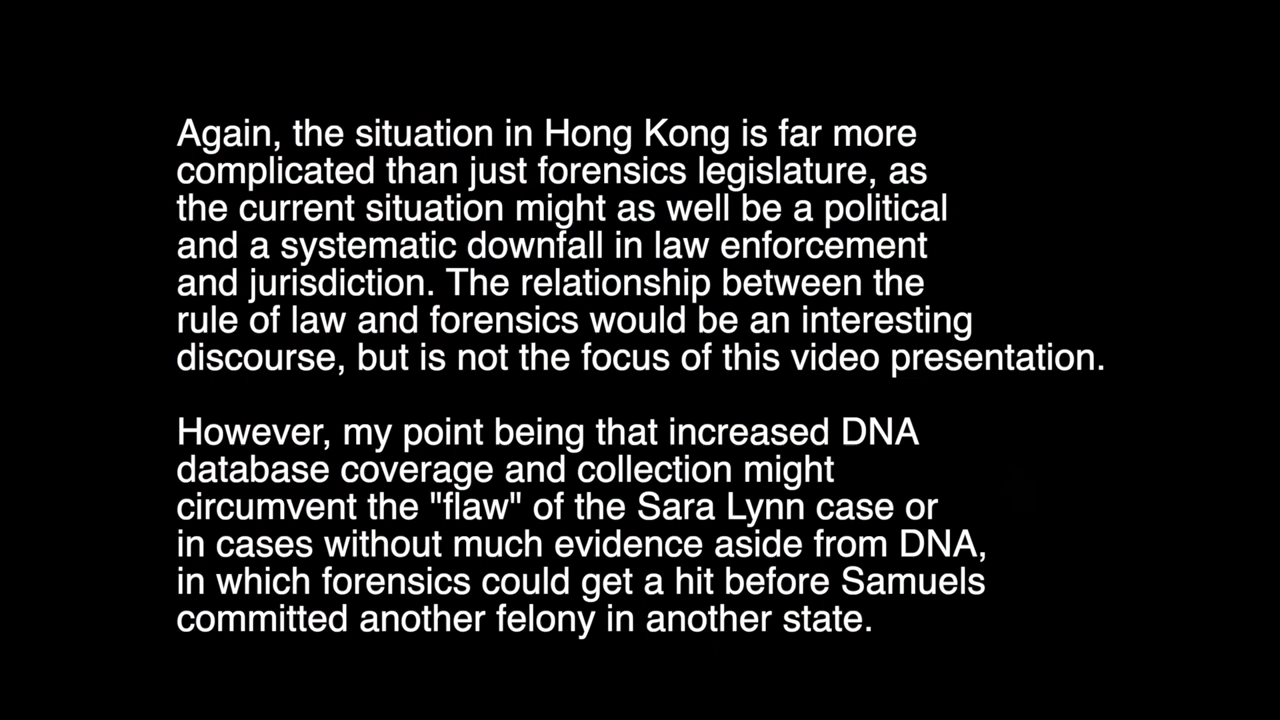 Again, the situation in Hong Kong is far more
complicated than just forensics legislature, as
the current situation might as well be a political
and a systematic downfall in law enforcement
and jurisdiction. The relationship between the
rule of law and forensics would be an interesting
discourse, but is not the focus of this video presentation.
However, my point being that increased DNA
database coverage and collection might
circumvent the "flaw" of the Sara Lynn case or
in cases without much evidence aside from DNA,
in which forensics could get a hit before Samuels
committed another felony in another state.